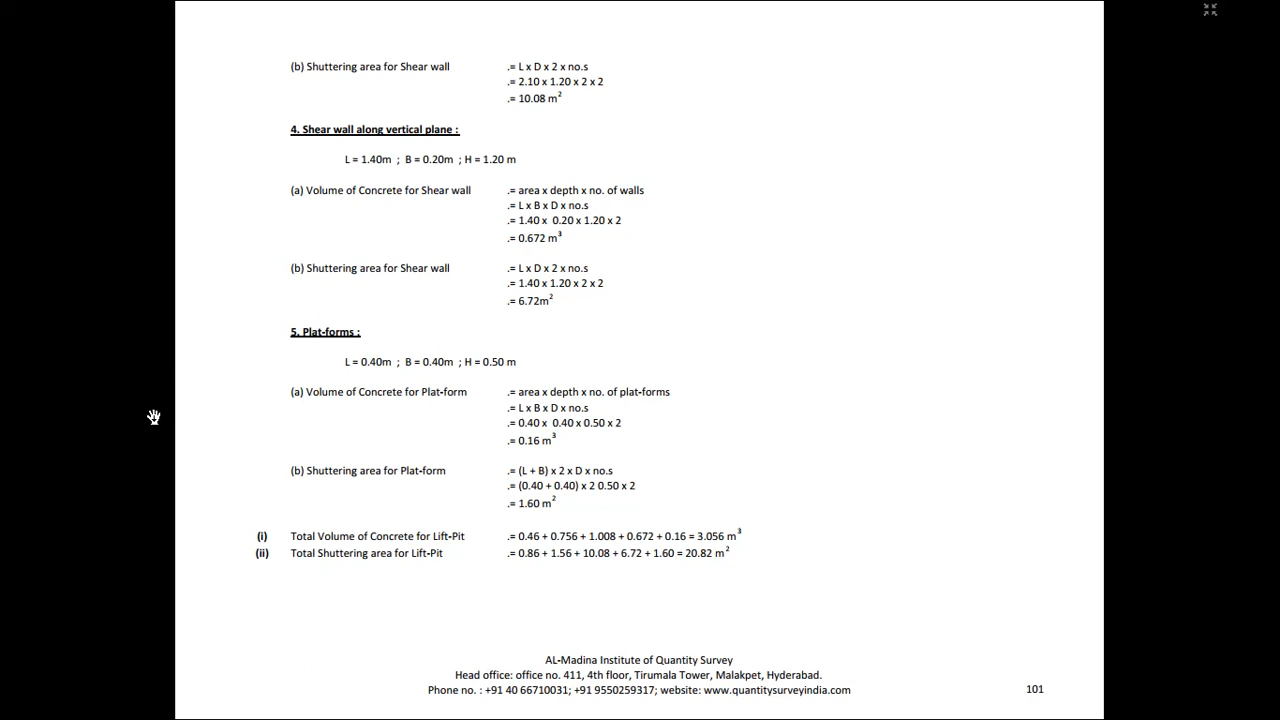 (b) Shuttering area for Shear wall .= L x D x 2 x no.s
.= 2.10 x 1.20 x 2 x 2
.= 10.08 m²
4. Shear wall along vertical plane :
L = 1.40m ; B = 0.20m ; H = 1.20 m
(a) Volume of Concrete for Shear wall .= area x depth x no. of walls
.= L x B x D x no.s
.= 1.40 x 0.20 x 1.20 x 2
.= 0.672 m³
(b) Shuttering area for Shear wall .= L x D x 2 x no.s
.= 1.40 x 1.20 x 2 x 2
.= 6.72m²
5. Plat-forms :
L = 0.40m ; B = 0.40m ; H = 0.50 m
(a) Volume of Concrete for Plat-form .= area x depth x no. of plat-forms
.= L x B x D x no.s
.= 0.40 x 0.40 x 0.50 x 2
.= 0.16 m³
(b) Shuttering area for Plat-form .= (L + B) x 2 x D x no.s
.= (0.40 + 0.40) x 2 0.50 x 2
.= 1.60 m²
(i) Total Volume of Concrete for Lift-Pit .= 0.46 + 0.756 + 1.008 + 0.672 + 0.16 = 3.056 m³
(ii) Total Shuttering area for Lift-Pit .= 0.86 + 1.56 + 10.08 + 6.72 + 1.60 = 20.82 m²
AL-Madina Institute of Quantity Survey
Head office: office no. 411, 4th floor, Tirumala Tower, Malakpet, Hyderabad.
Phone no. : +91 40 66710031; +91 9550259317; website: www.quantitysurveyindia.com
101